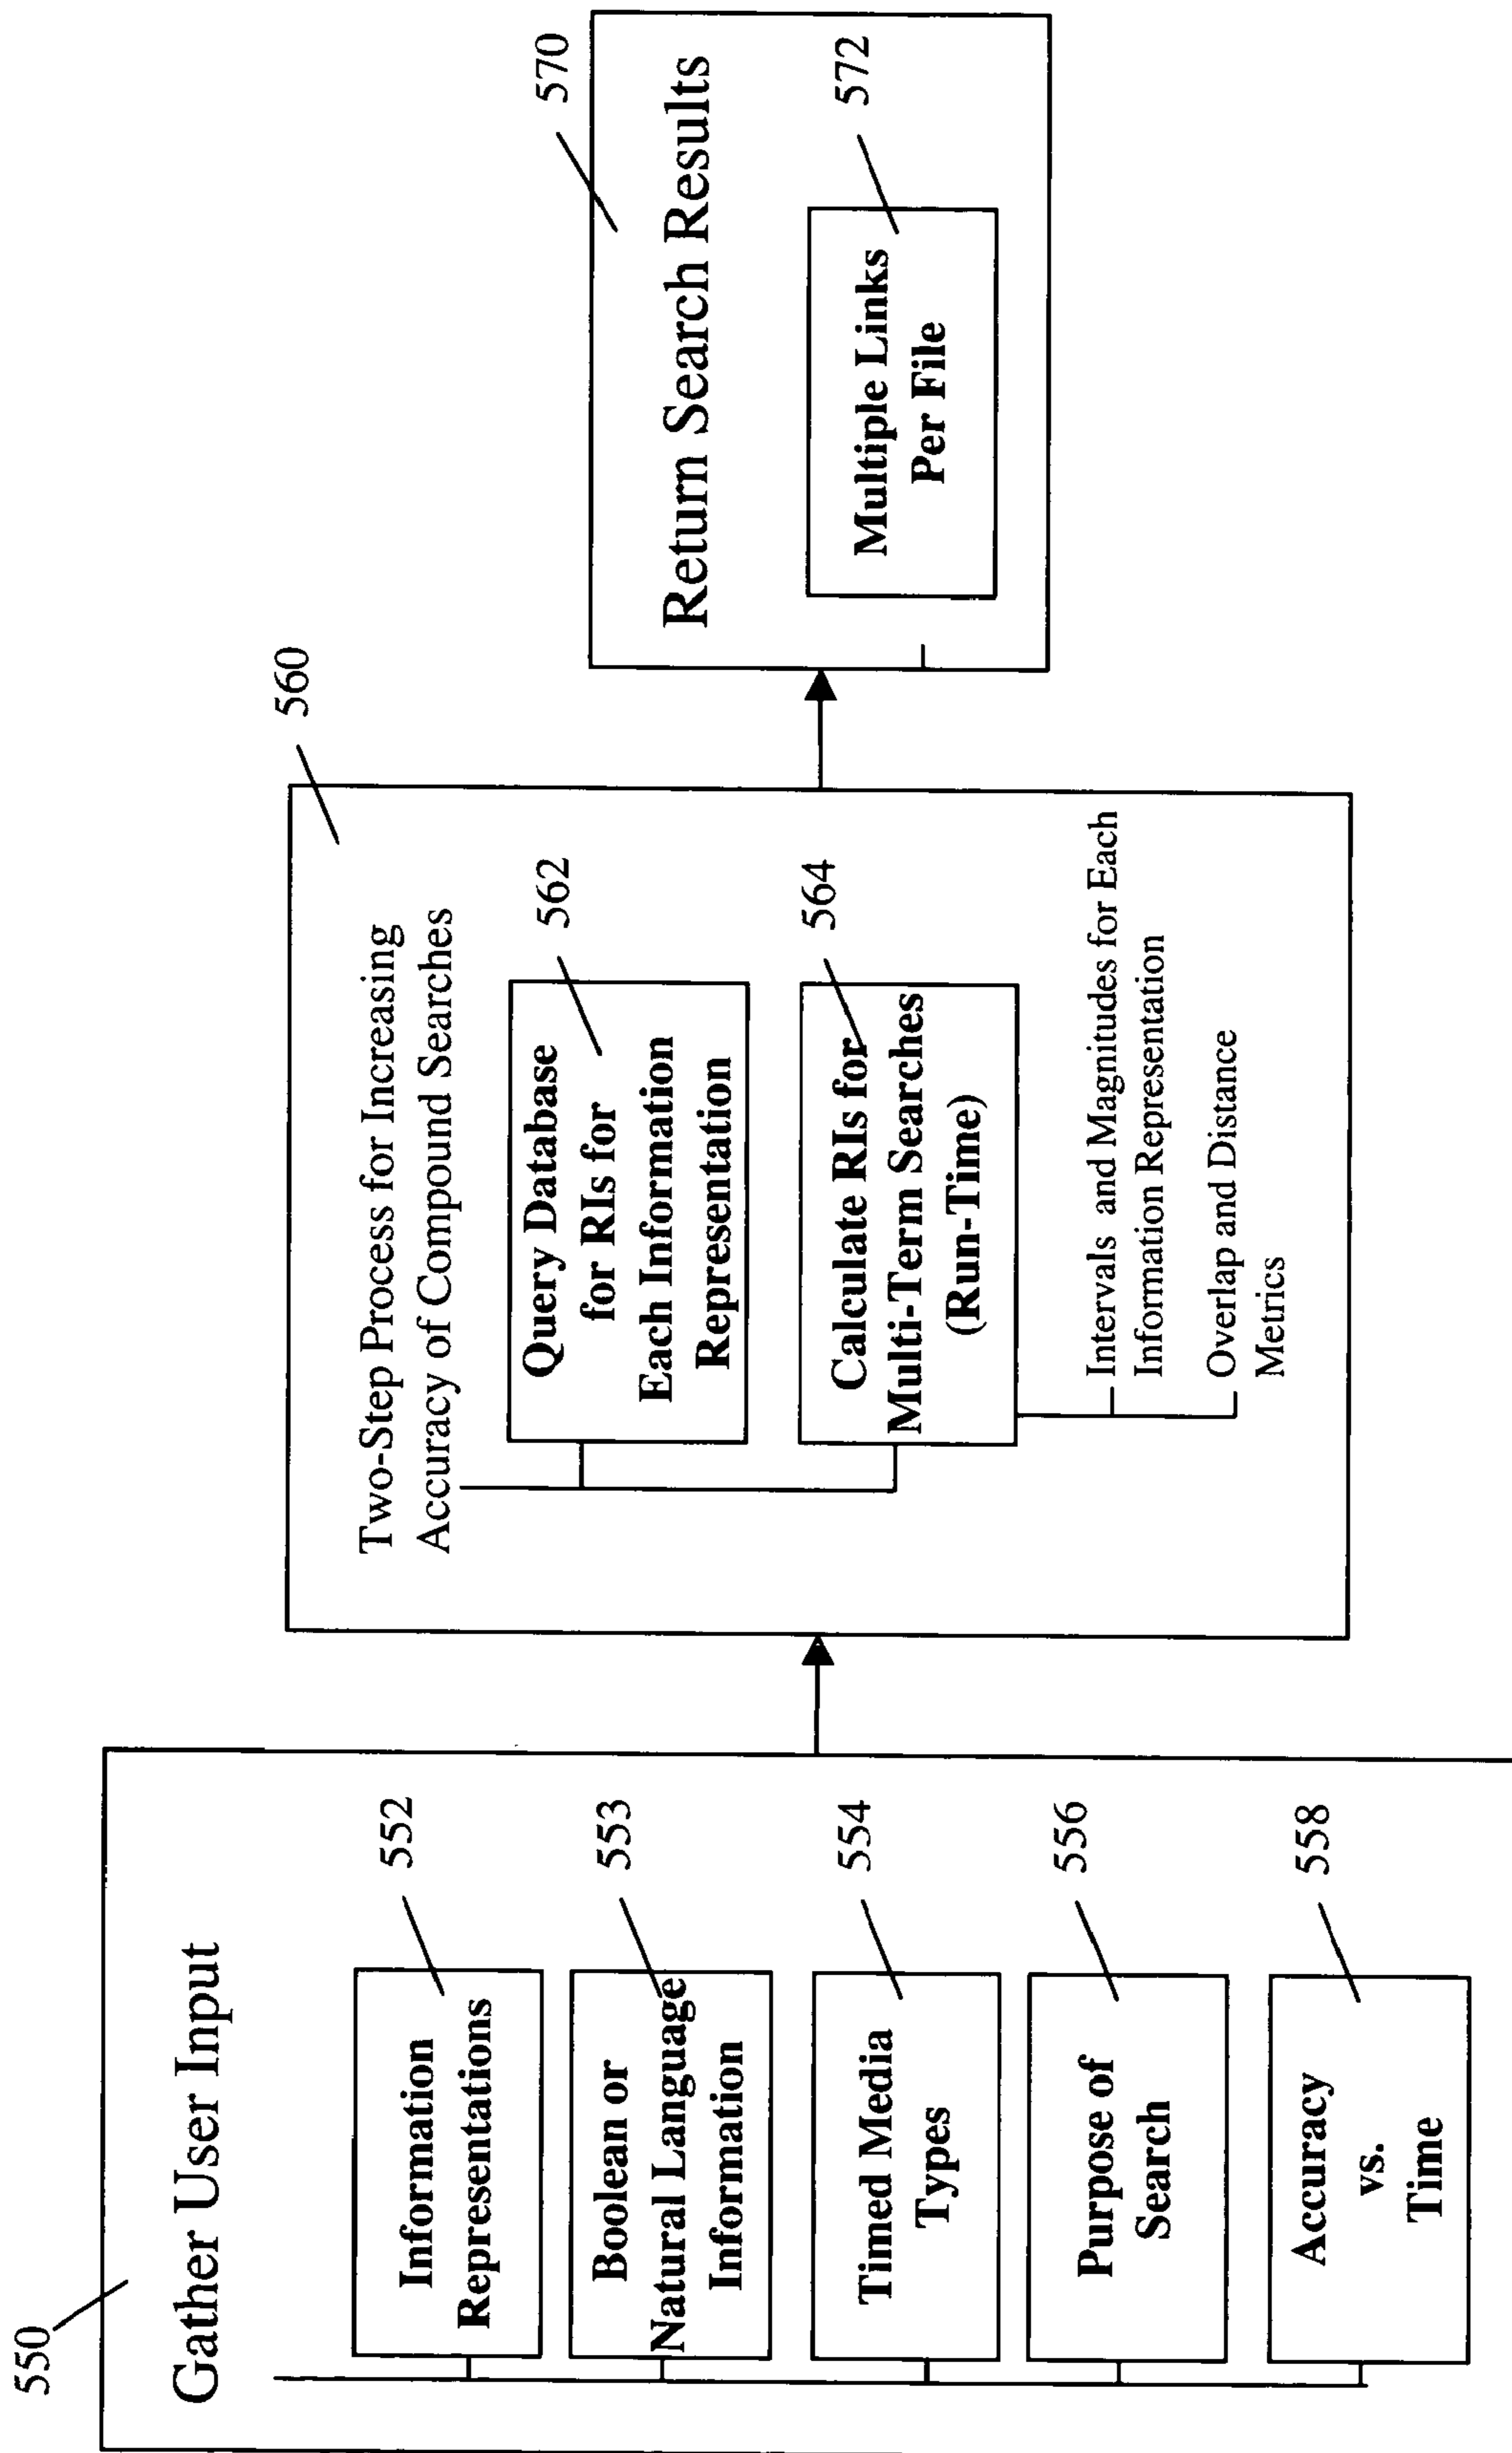 550
Gather User Input
552
Information
Representations
553
Boolean or
Natural Language
Information
554
Timed Media
Types
556
Purpose of
Search
558
Accuracy
vs.
Time
560
Two-Step Process for Increasing
Accuracy of Compound Searches
562
Query Database
for RIs for
Each Information
Representation
564
Calculate RIs for
Multi-Term Searches
(Run-Time)
Intervals and Magnitudes for Each
Information Representation
Overlap and Distance
Metrics
570
Return Search Results
572
Multiple Links
Per File